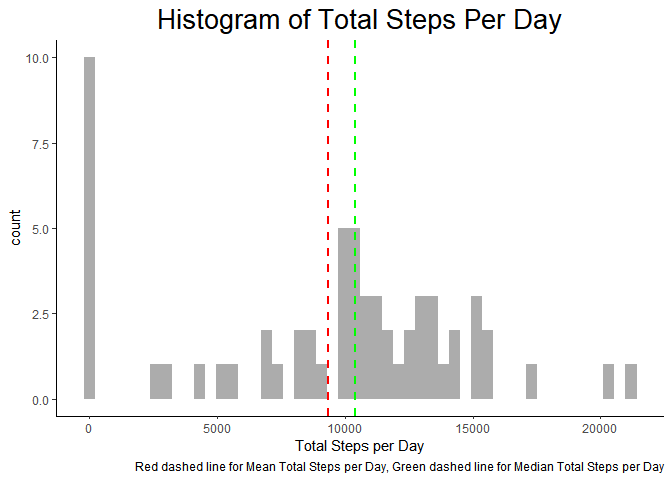 Histogram of Total Steps Per Day
10.0
7.5
5.0
2.5
0.0
count
0 5000 10000 15000 20000
Total Steps per Day
Red dashed line for Mean Total Steps per Day, Green dashed line for Median Total Steps per Day